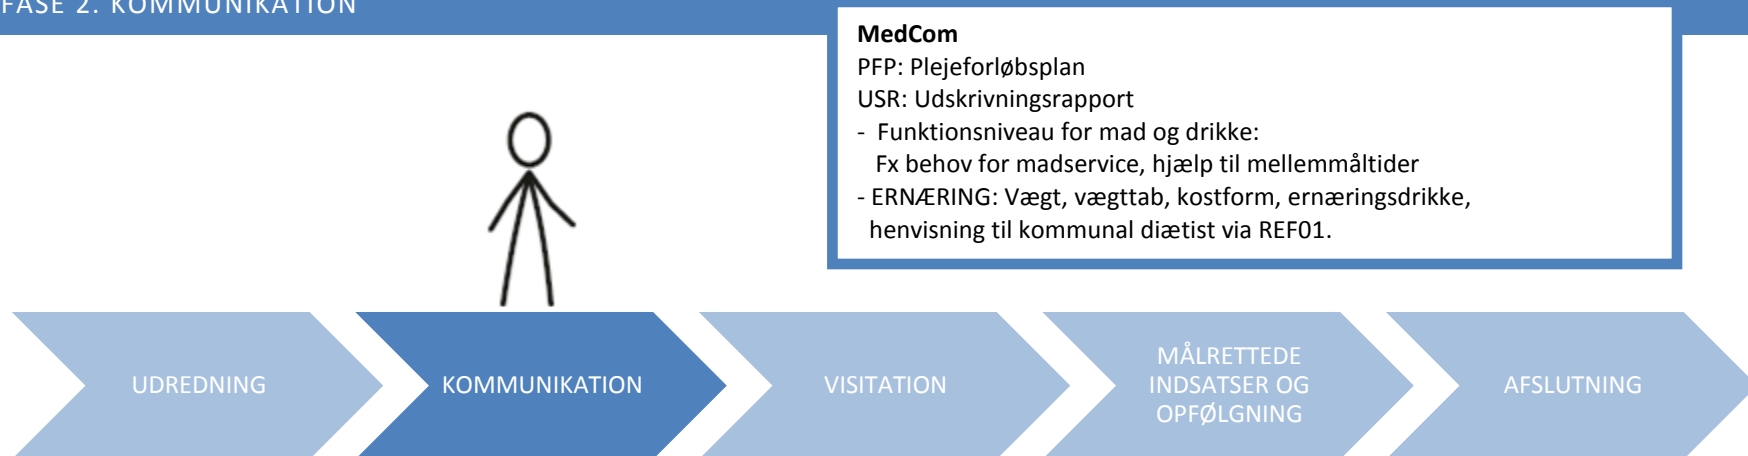 FASE 2. KOMMUNIKATION
MedCom
PFP: Plejeforløbsplan
USR: Udskrivningsrapport
- Funktionsniveau for mad og drikke:
Fx behov for madservice, hjælp til mellemmåltider
- ERNÆRING: Vægt, vægttab, kostform, ernæringsdrikke,
henvisning til kommunal diætist via REF01.
UDREDNING
KOMMUNIKATION
VISITATION
MÅLRETTEDE
INDSATSER OG
OPFØLGNING
AFSLUTNING